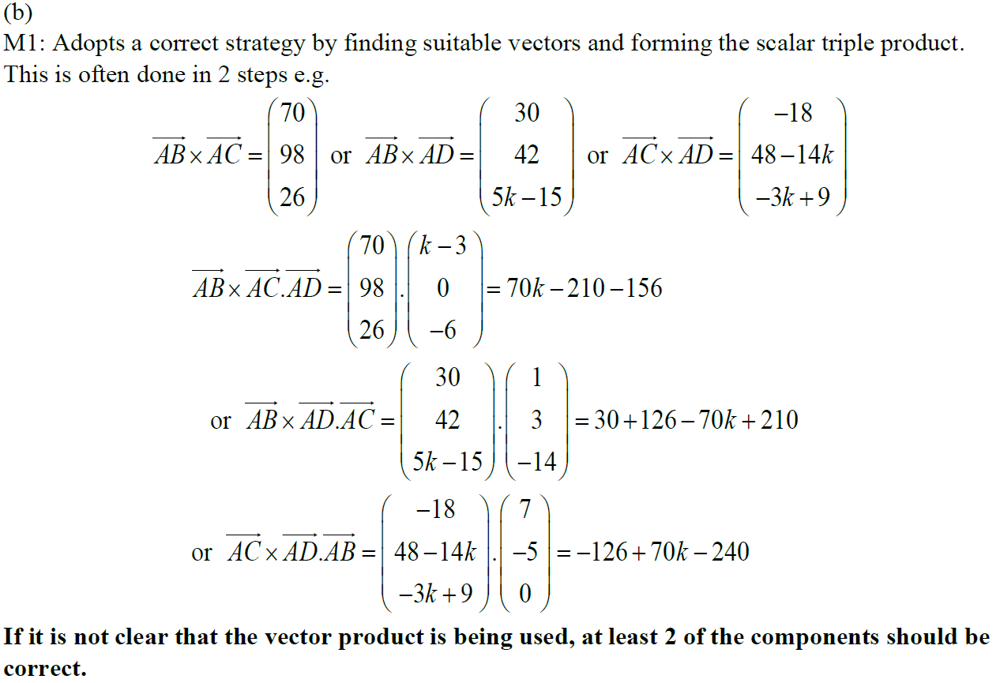 (b)
M1: Adopts a correct strategy by finding suitable vectors and forming the scalar triple product.
This is often done in 2 steps e.g.
$\overrightarrow{AB} \times \overrightarrow{AC} = \begin{pmatrix} 70 \\ 98 \\ 26 \end{pmatrix}$ or $\overrightarrow{AB} \times \overrightarrow{AD} = \begin{pmatrix} 30 \\ 42 \\ 5k-15 \end{pmatrix}$ or $\overrightarrow{AC} \times \overrightarrow{AD} = \begin{pmatrix} -18 \\ 48-14k \\ -3k+9 \end{pmatrix}$
$\overrightarrow{AB} \times \overrightarrow{AC}.\overrightarrow{AD} = \begin{pmatrix} 70 \\ 98 \\ 26 \end{pmatrix}.\begin{pmatrix} k-3 \\ 0 \\ -6 \end{pmatrix} = 70k-210-156$
or $\overrightarrow{AB} \times \overrightarrow{AD}.\overrightarrow{AC} = \begin{pmatrix} 30 \\ 42 \\ 5k-15 \end{pmatrix}.\begin{pmatrix} 1 \\ 3 \\ -14 \end{pmatrix} = 30+126-70k+210$
or $\overrightarrow{AC} \times \overrightarrow{AD}.\overrightarrow{AB} = \begin{pmatrix} -18 \\ 48-14k \\ -3k+9 \end{pmatrix}.\begin{pmatrix} 7 \\ -5 \\ 0 \end{pmatrix} = -126+70k-240$
If it is not clear that the vector product is being used, at least 2 of the components should be
correct.